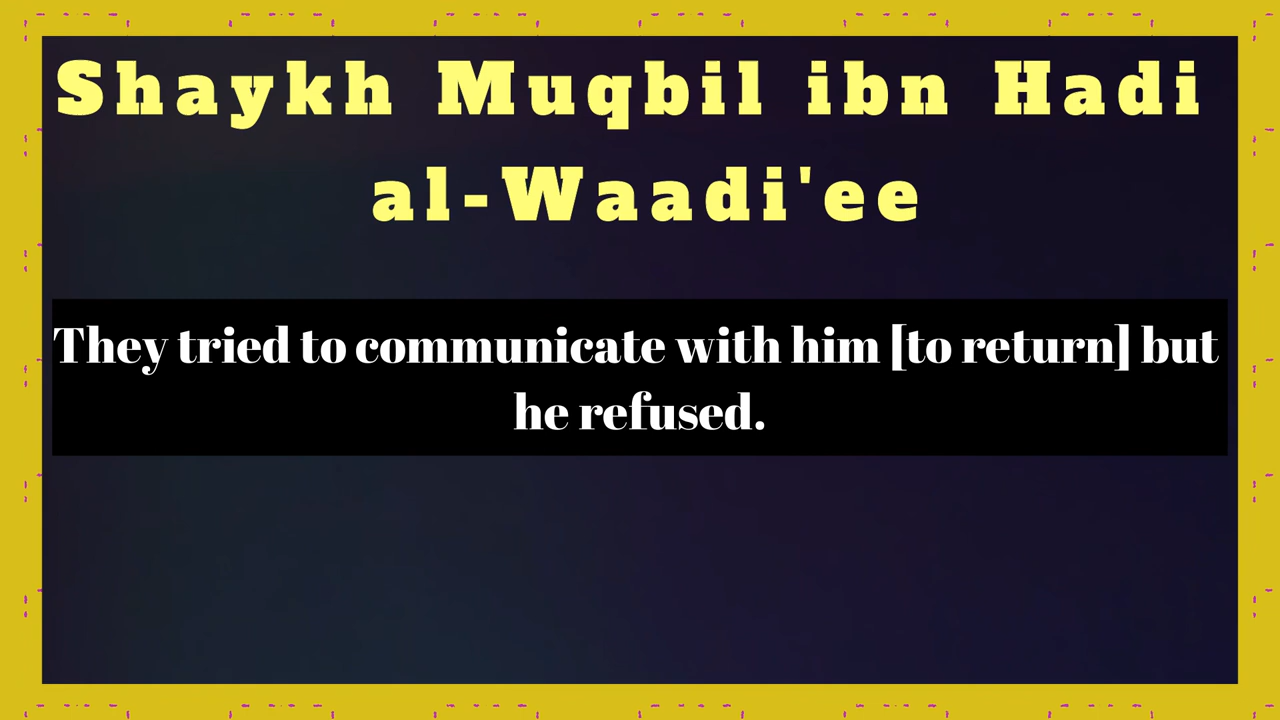 Shaykh Muqbil ibn Hadi
al-Waadi'ee
They tried to communicate with him [to return] but
he refused.